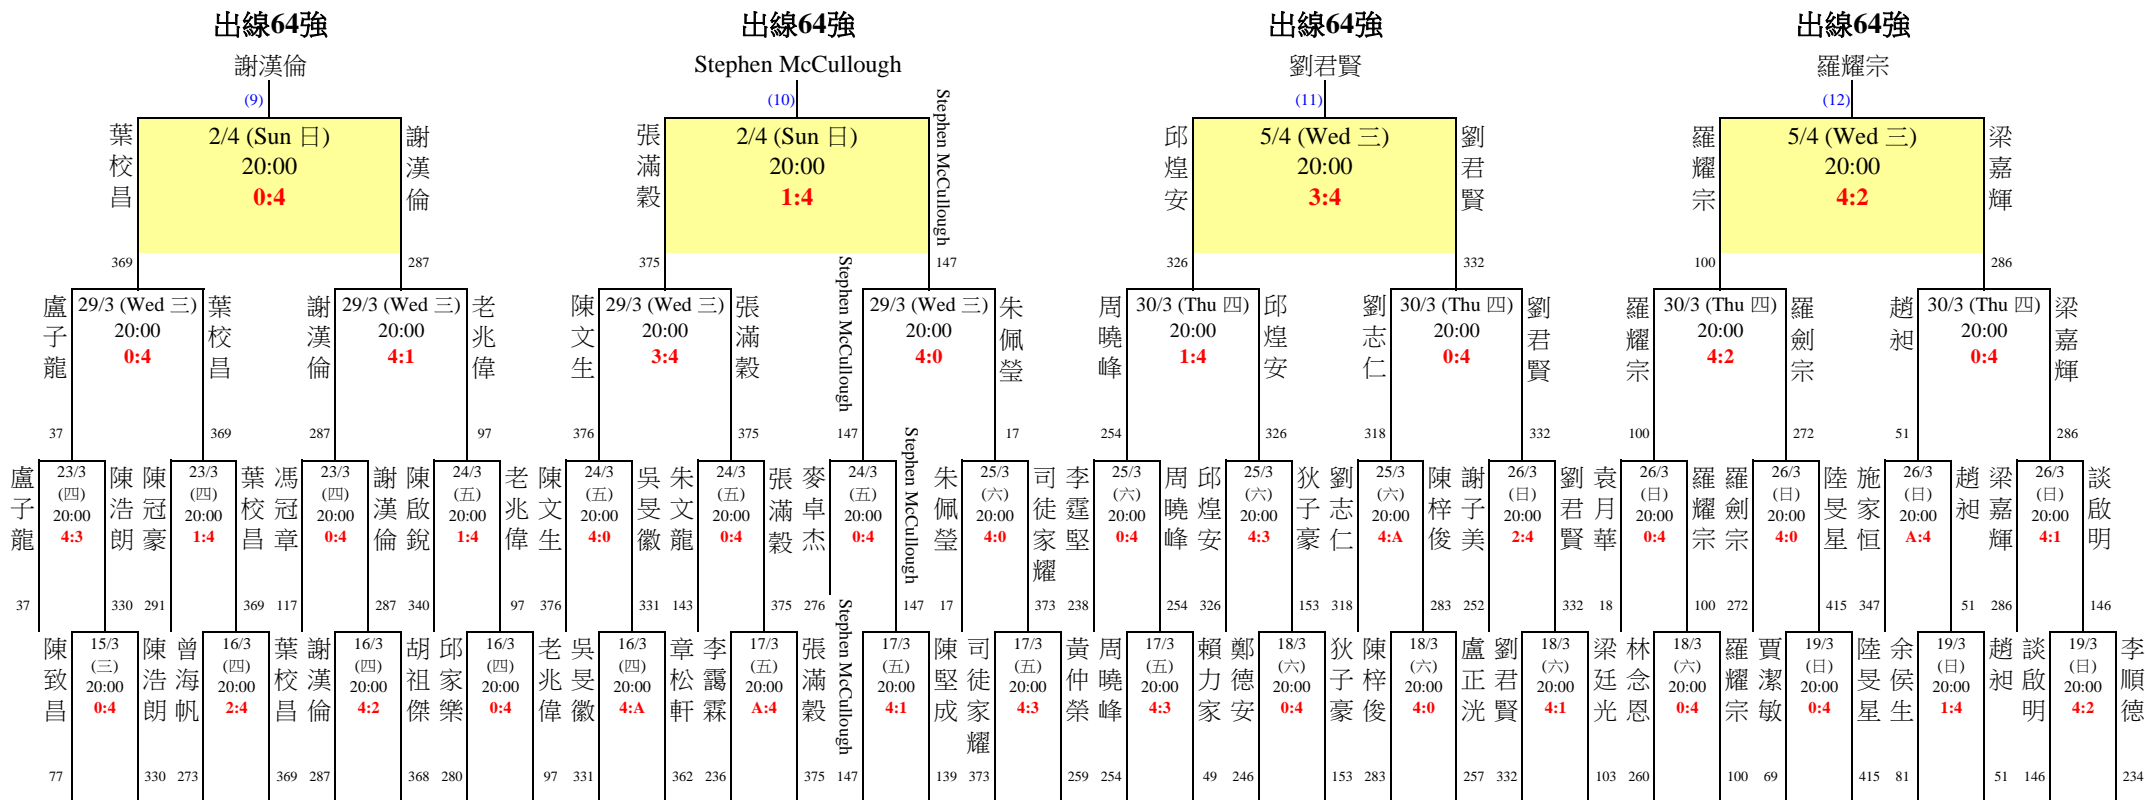 出線64強
出線64強
出線64強
出線64強
謝漢倫
Stephen McCullough
劉君賢
羅耀宗
(9)
(10)
(11)
(12)
葉校昌
2/4 (Sun 日)
20:00
0:4
謝漢倫
張滿穀
2/4 (Sun 日)
20:00
1:4
Stephen McCullough
邱煌安
5/4 (Wed 三)
20:00
3:4
劉君賢
羅耀宗
5/4 (Wed 三)
20:00
4:2
梁嘉輝
369
287
375
147
326
332
100
286
盧子龍
29/3 (Wed 三)
20:00
0:4
葉校昌
謝漢倫
29/3 (Wed 三)
20:00
4:1
老兆偉
陳文生
29/3 (Wed 三)
20:00
3:4
張滿穀
Stephen McCullough
29/3 (Wed 三)
20:00
4:0
朱佩瑩
周曉峰
30/3 (Thu 四)
20:00
1:4
邱煌安
劉志仁
30/3 (Thu 四)
20:00
0:4
劉君賢
羅耀宗
30/3 (Thu 四)
20:00
4:2
羅劍宗
趙昶
30/3 (Thu 四)
20:00
0:4
梁嘉輝
37
369
287
97
376
375
147
17
254
326
318
332
100
272
51
286
盧子龍
23/3
(四)
20:00
4:3
陳浩朗
陳冠豪
23/3
(四)
20:00
1:4
葉校昌
馮冠章
23/3
(四)
20:00
0:4
謝漢倫
陳啟銳
24/3
(五)
20:00
1:4
老兆偉
陳文生
24/3
(五)
20:00
4:0
吳旻徽
朱文龍
24/3
(五)
20:00
0:4
張滿穀
麥卓杰
24/3
(五)
20:00
0:4
Stephen McCullough
朱佩瑩
25/3
(六)
20:00
4:0
司徒家耀
李霆堅
25/3
(六)
20:00
0:4
周曉峰
邱煌安
25/3
(六)
20:00
4:3
狄子豪
劉志仁
25/3
(六)
20:00
4:A
陳梓俊
謝子美
26/3
(日)
20:00
2:4
劉君賢
袁月華
26/3
(日)
20:00
0:4
羅耀宗
羅劍宗
26/3
(日)
20:00
4:0
陸旻星
施家恒
26/3
(日)
20:00
A:4
趙昶
梁嘉輝
26/3
(日)
20:00
4:1
談啟明
37
330
291
369
117
287
340
97
376
331
143
375
276
147
17
373
238
254
326
153
318
283
252
332
18
100
272
415
347
51
286
146
陳致昌
15/3
(三)
20:00
0:4
陳浩朗
曾海帆
16/3
(四)
20:00
2:4
葉校昌
謝漢倫
16/3
(四)
20:00
4:2
胡祖傑
邱家樂
16/3
(四)
20:00
0:4
老兆偉
吳旻徽
16/3
(四)
20:00
4:A
章松軒
李靄霖
17/3
(五)
20:00
A:4
張滿穀
Stephen McCullough
17/3
(五)
20:00
4:1
陳堅成
司徒家耀
17/3
(五)
20:00
4:3
黃仲榮
周曉峰
17/3
(五)
20:00
4:3
賴力家
鄭德安
18/3
(六)
20:00
0:4
狄子豪
陳梓俊
18/3
(六)
20:00
4:0
盧正洸
劉君賢
18/3
(六)
20:00
4:1
梁廷光
林念恩
18/3
(六)
20:00
0:4
羅耀宗
賈潔敏
19/3
(日)
20:00
0:4
陸旻星
余侯生
19/3
(日)
20:00
1:4
趙昶
談啟明
19/3
(日)
20:00
4:2
李順德
77
330
273
369
287
368
280
97
331
362
236
375
147
139
373
259
254
49
246
153
283
257
332
103
260
100
69
415
81
51
146
234